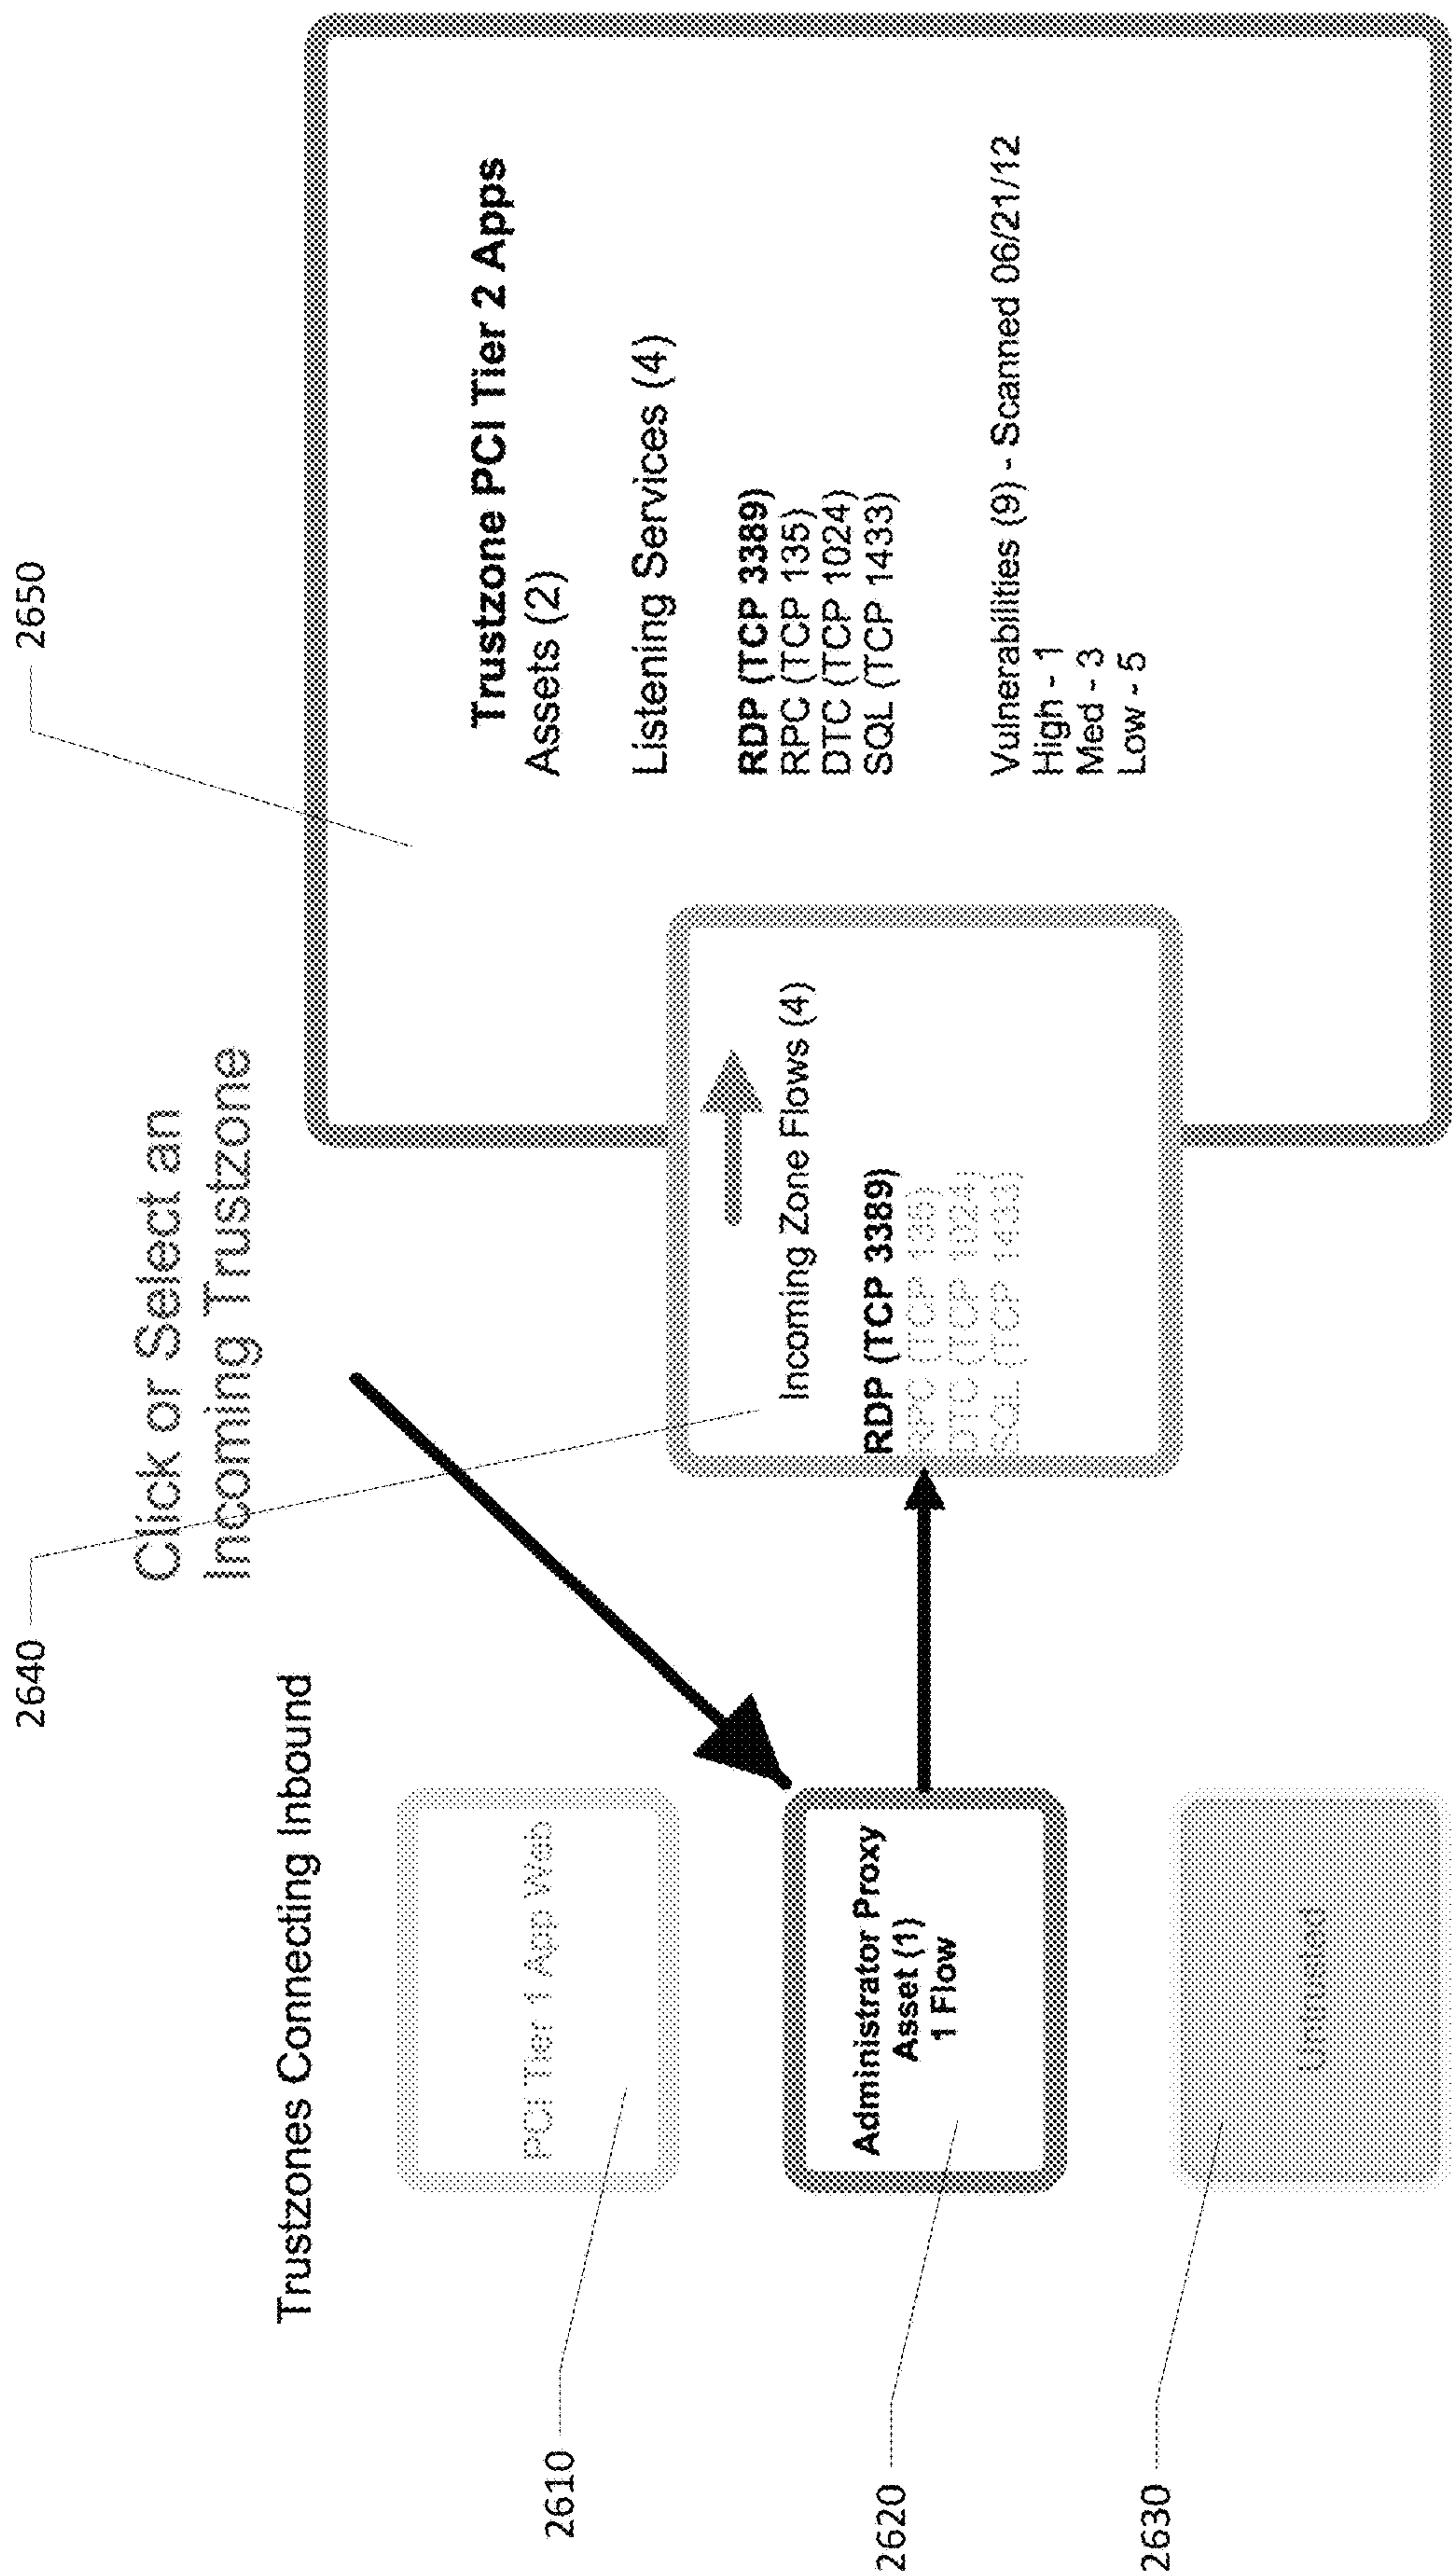 2640
2650
Click or Select an
Incoming Trustzone
Trustzones Connecting Inbound
2610
PCI Tier 1 App Web
2620
Administrator Proxy
Asset (1)
1 Flow
2630
Untrusted
Incoming Zone Flows (4)
RDP (TCP 3389)
RPC (TCP 135)
DTC (TCP 1024)
SQL (TCP 1433)
Trustzone PCI Tier 2 Apps
Assets (2)
Listening Services (4)
RDP (TCP 3389)
RPC (TCP 135)
DTC (TCP 1024)
SQL (TCP 1433)
Vulnerabilities (9) - Scanned 06/21/12
High - 1
Med - 3
Low - 5